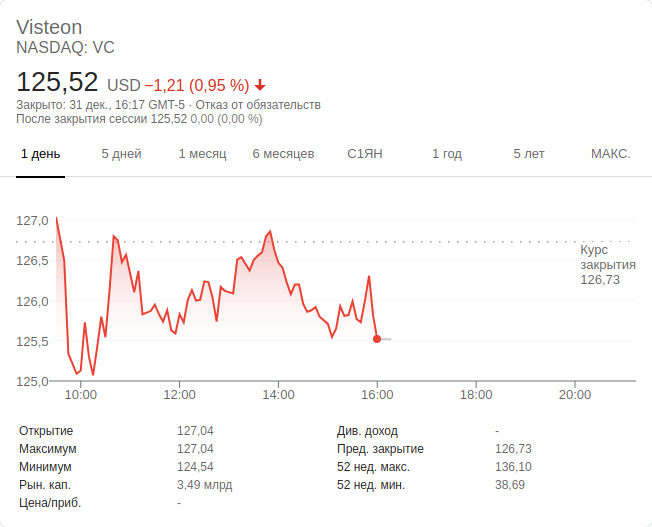 Visteon
NASDAQ: VC
125,52 USD −1,21 (0,95 %)
Закрыто: 31 дек., 16:17 GMT-5 · Отказ от обязательств
После закрытия сессии 125,52 0,00 (0,00 %)
1 день 5 дней 1 месяц 6 месяцев С1ЯН 1 год 5 лет МАКС.
127,0
126,5
126,0
125,5
125,0
Курс
закрытия
126,73
10:00 12:00 14:00 16:00 18:00 20:00
Открытие 127,04 Див. доход -
Максимум 127,04 Пред. закрытие 126,73
Минимум 124,54 52 нед. макс. 136,10
Рын. кап. 3,49 млрд 52 нед. мин. 38,69
Цена/приб. -